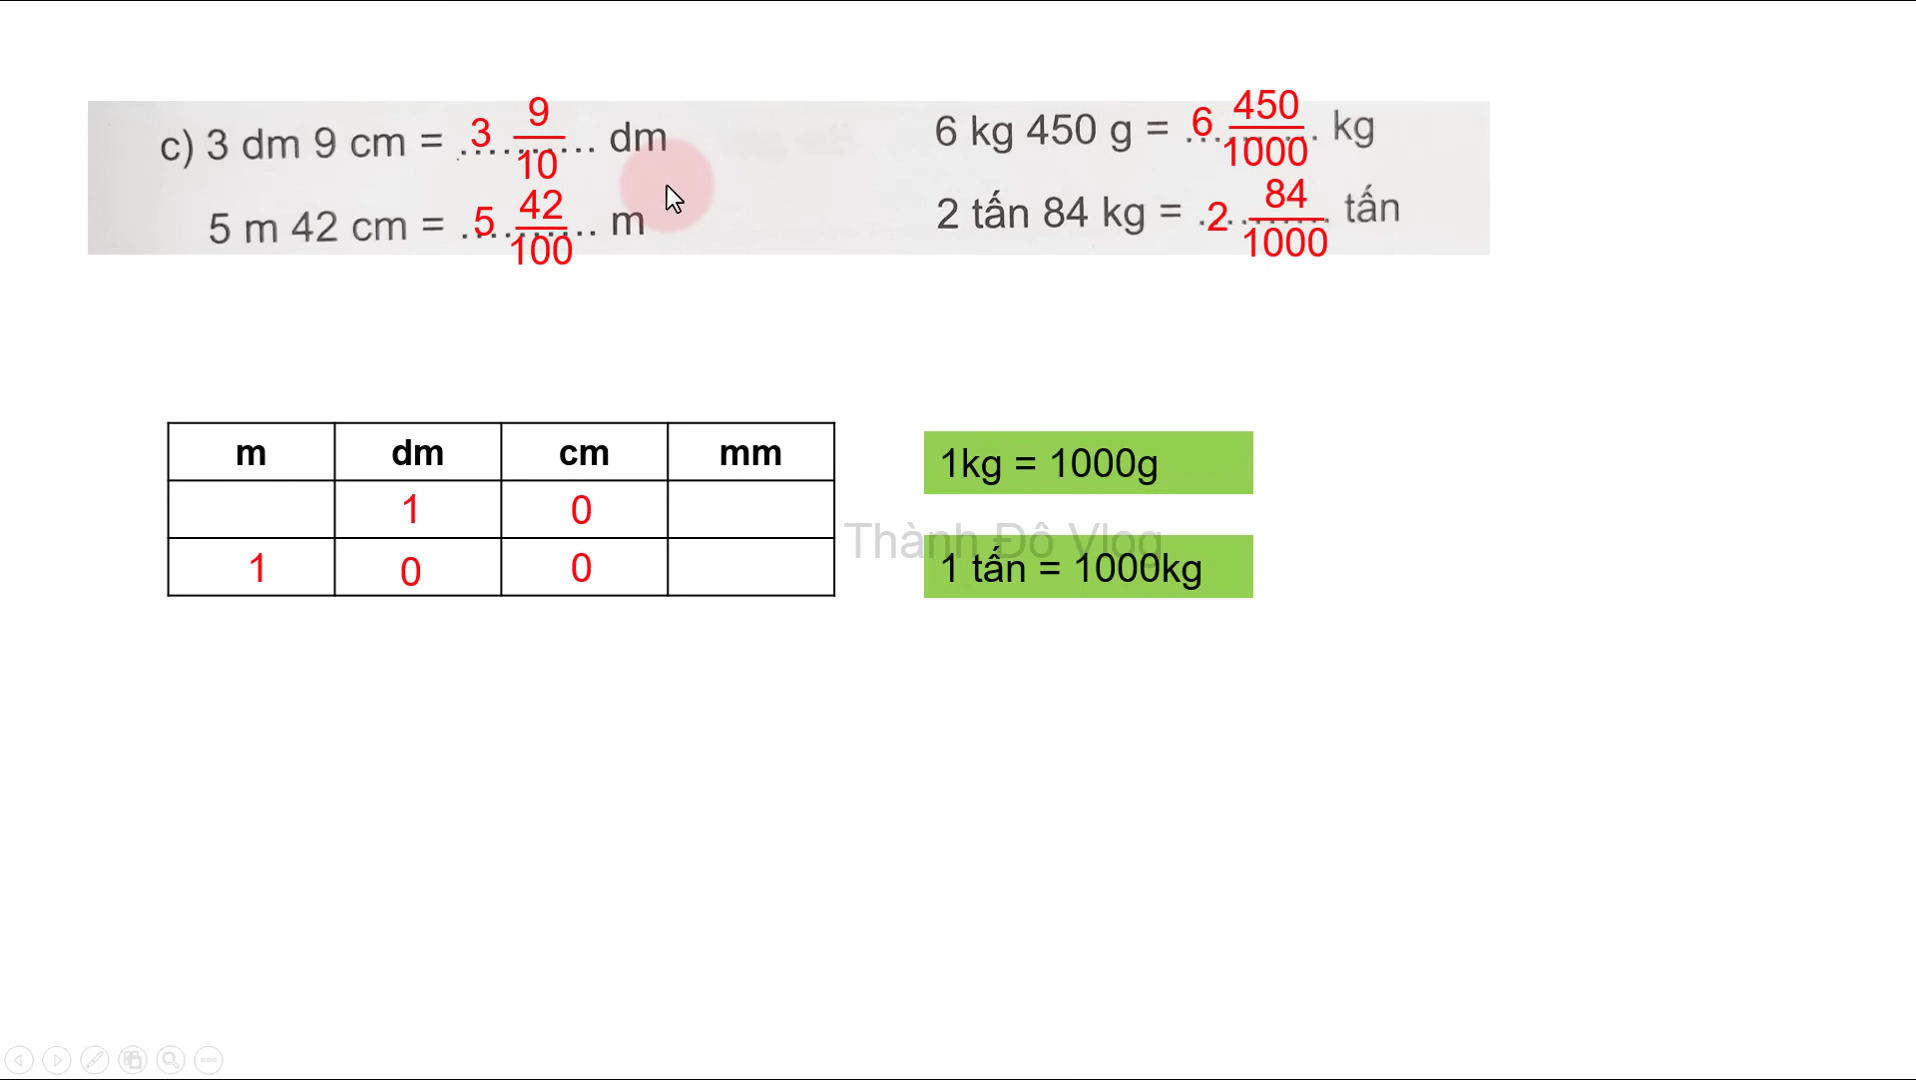 c) 3 dm 9 cm = 3 9/10 dm
5 m 42 cm = 5 42/100 m
6 kg 450 g = 6 450/1000 kg
2 tấn 84 kg = 2 84/1000 tấn
m dm cm mm
1 0
1 0 0
1kg = 1000g
Thành Đô Vlog
1 tấn = 1000kg